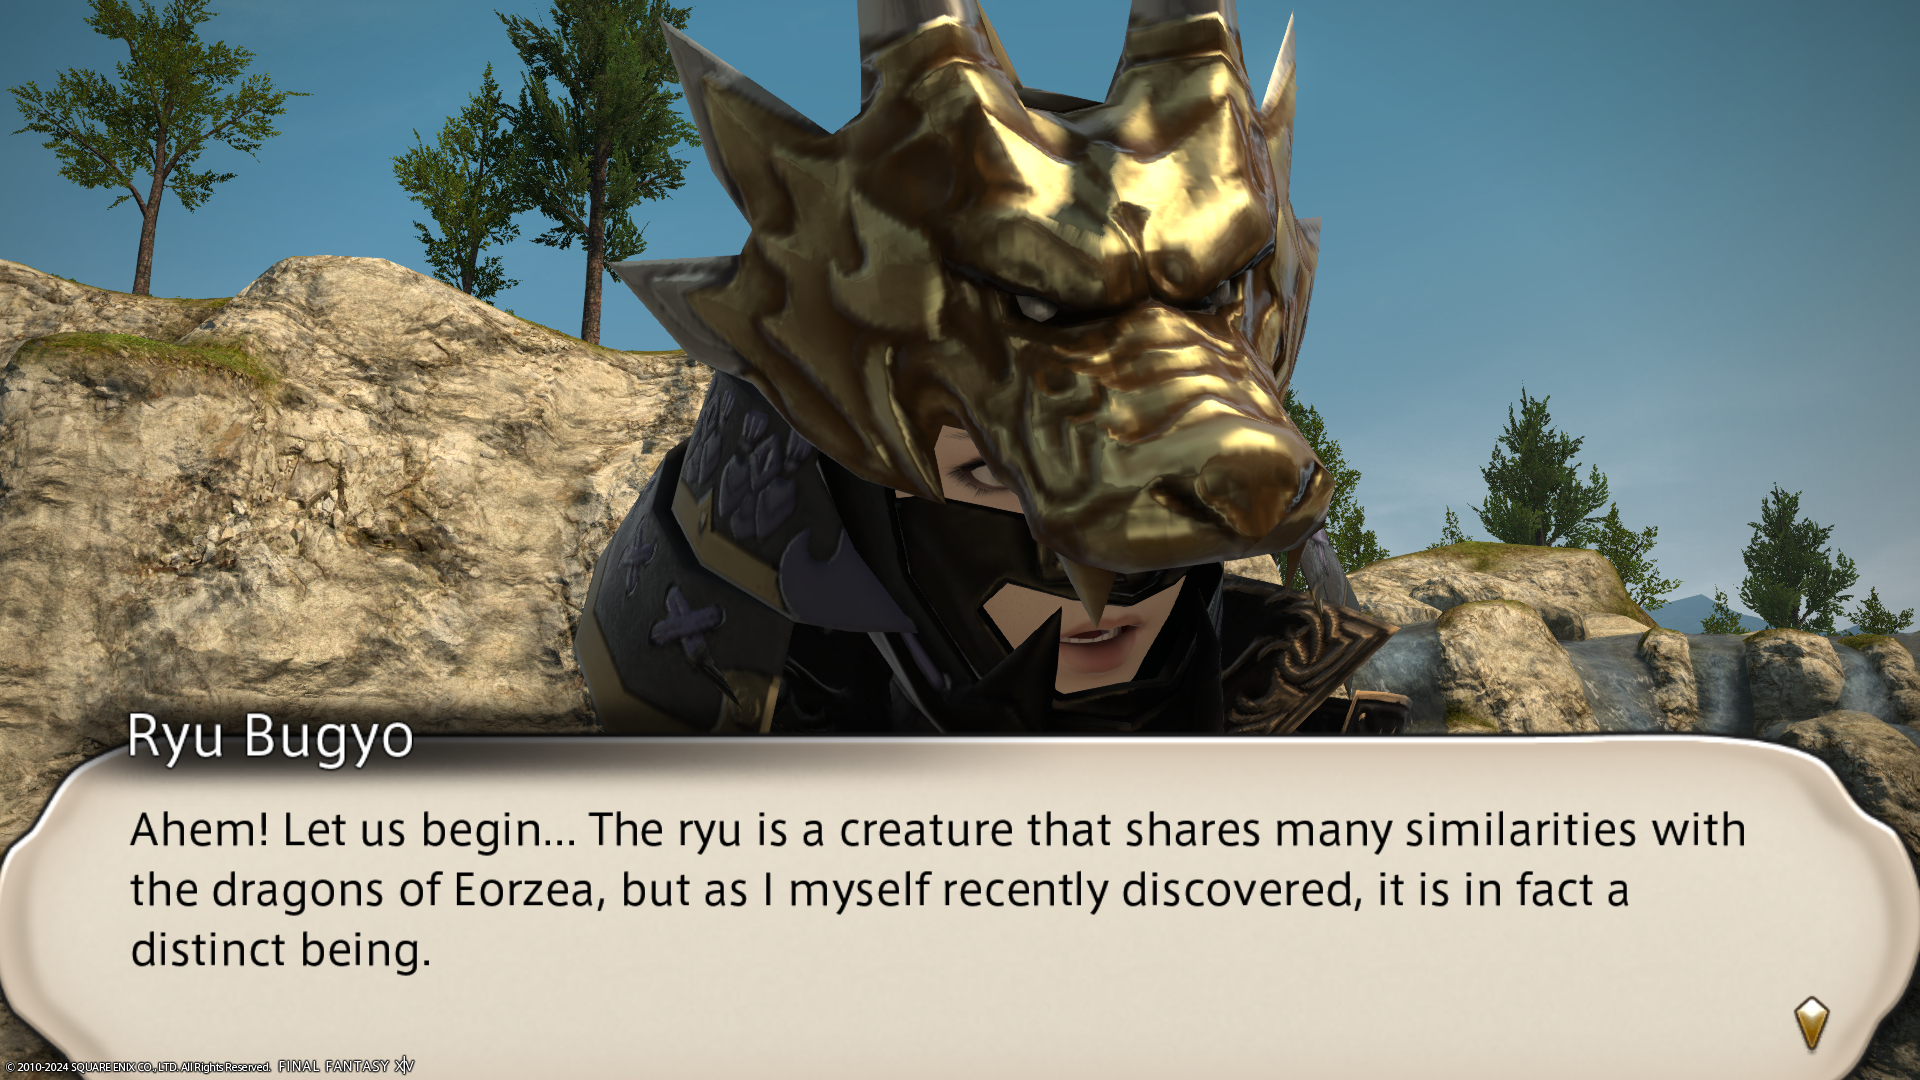 Ryu Bugyo
Ahem! Let us begin... The ryu is a creature that shares many similarities with
the dragons of Eorzea, but as I myself recently discovered, it is in fact a
distinct being.
© 2010-2024 SQUARE ENIX CO., LTD. All Rights Reserved. FINAL FANTASY XIV